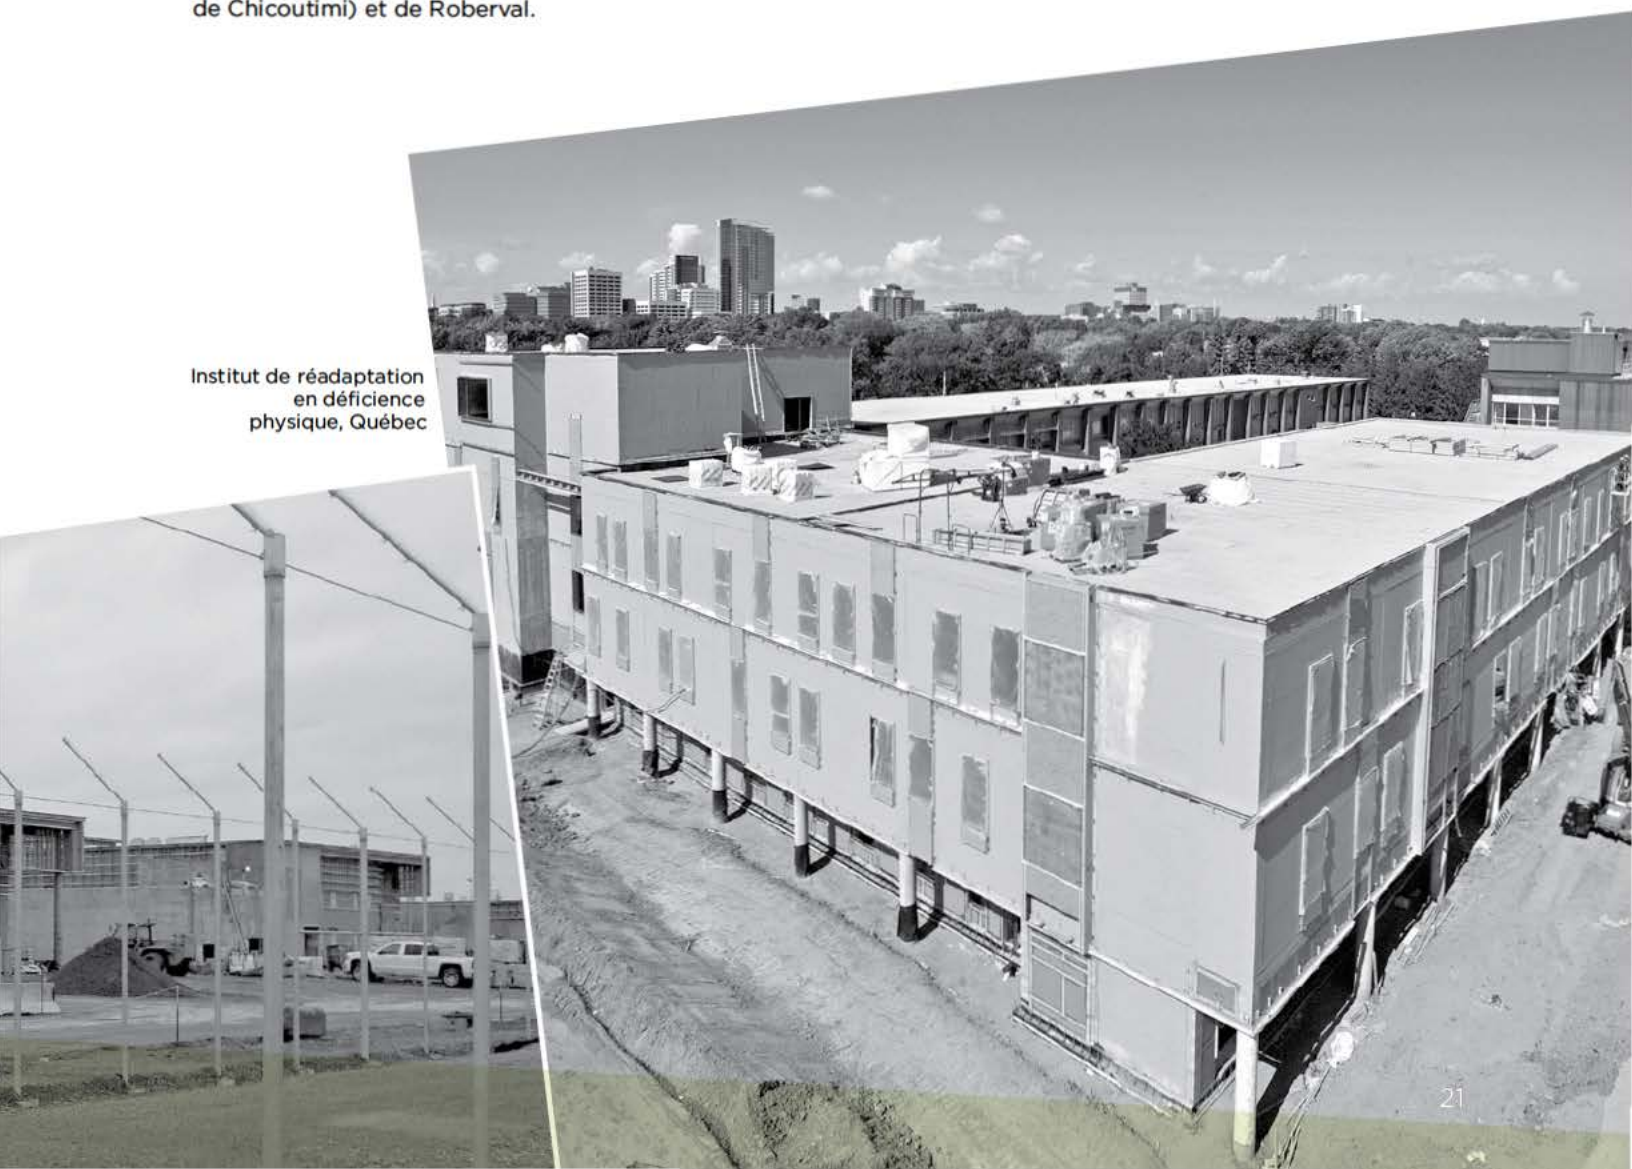 de Chicoutimi) et de Roberval.
Institut de réadaptation
en déficience
physique, Québec
21